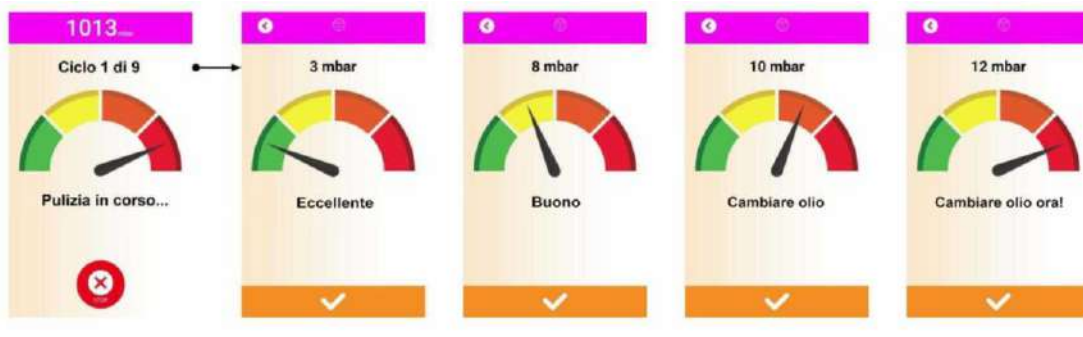 1013
Ciclo 1 di 9
Pulizia in corso...
STOP
3 mbar
Eccellente
8 mbar
Buono
10 mbar
Cambiare olio
12 mbar
Cambiare olio ora!